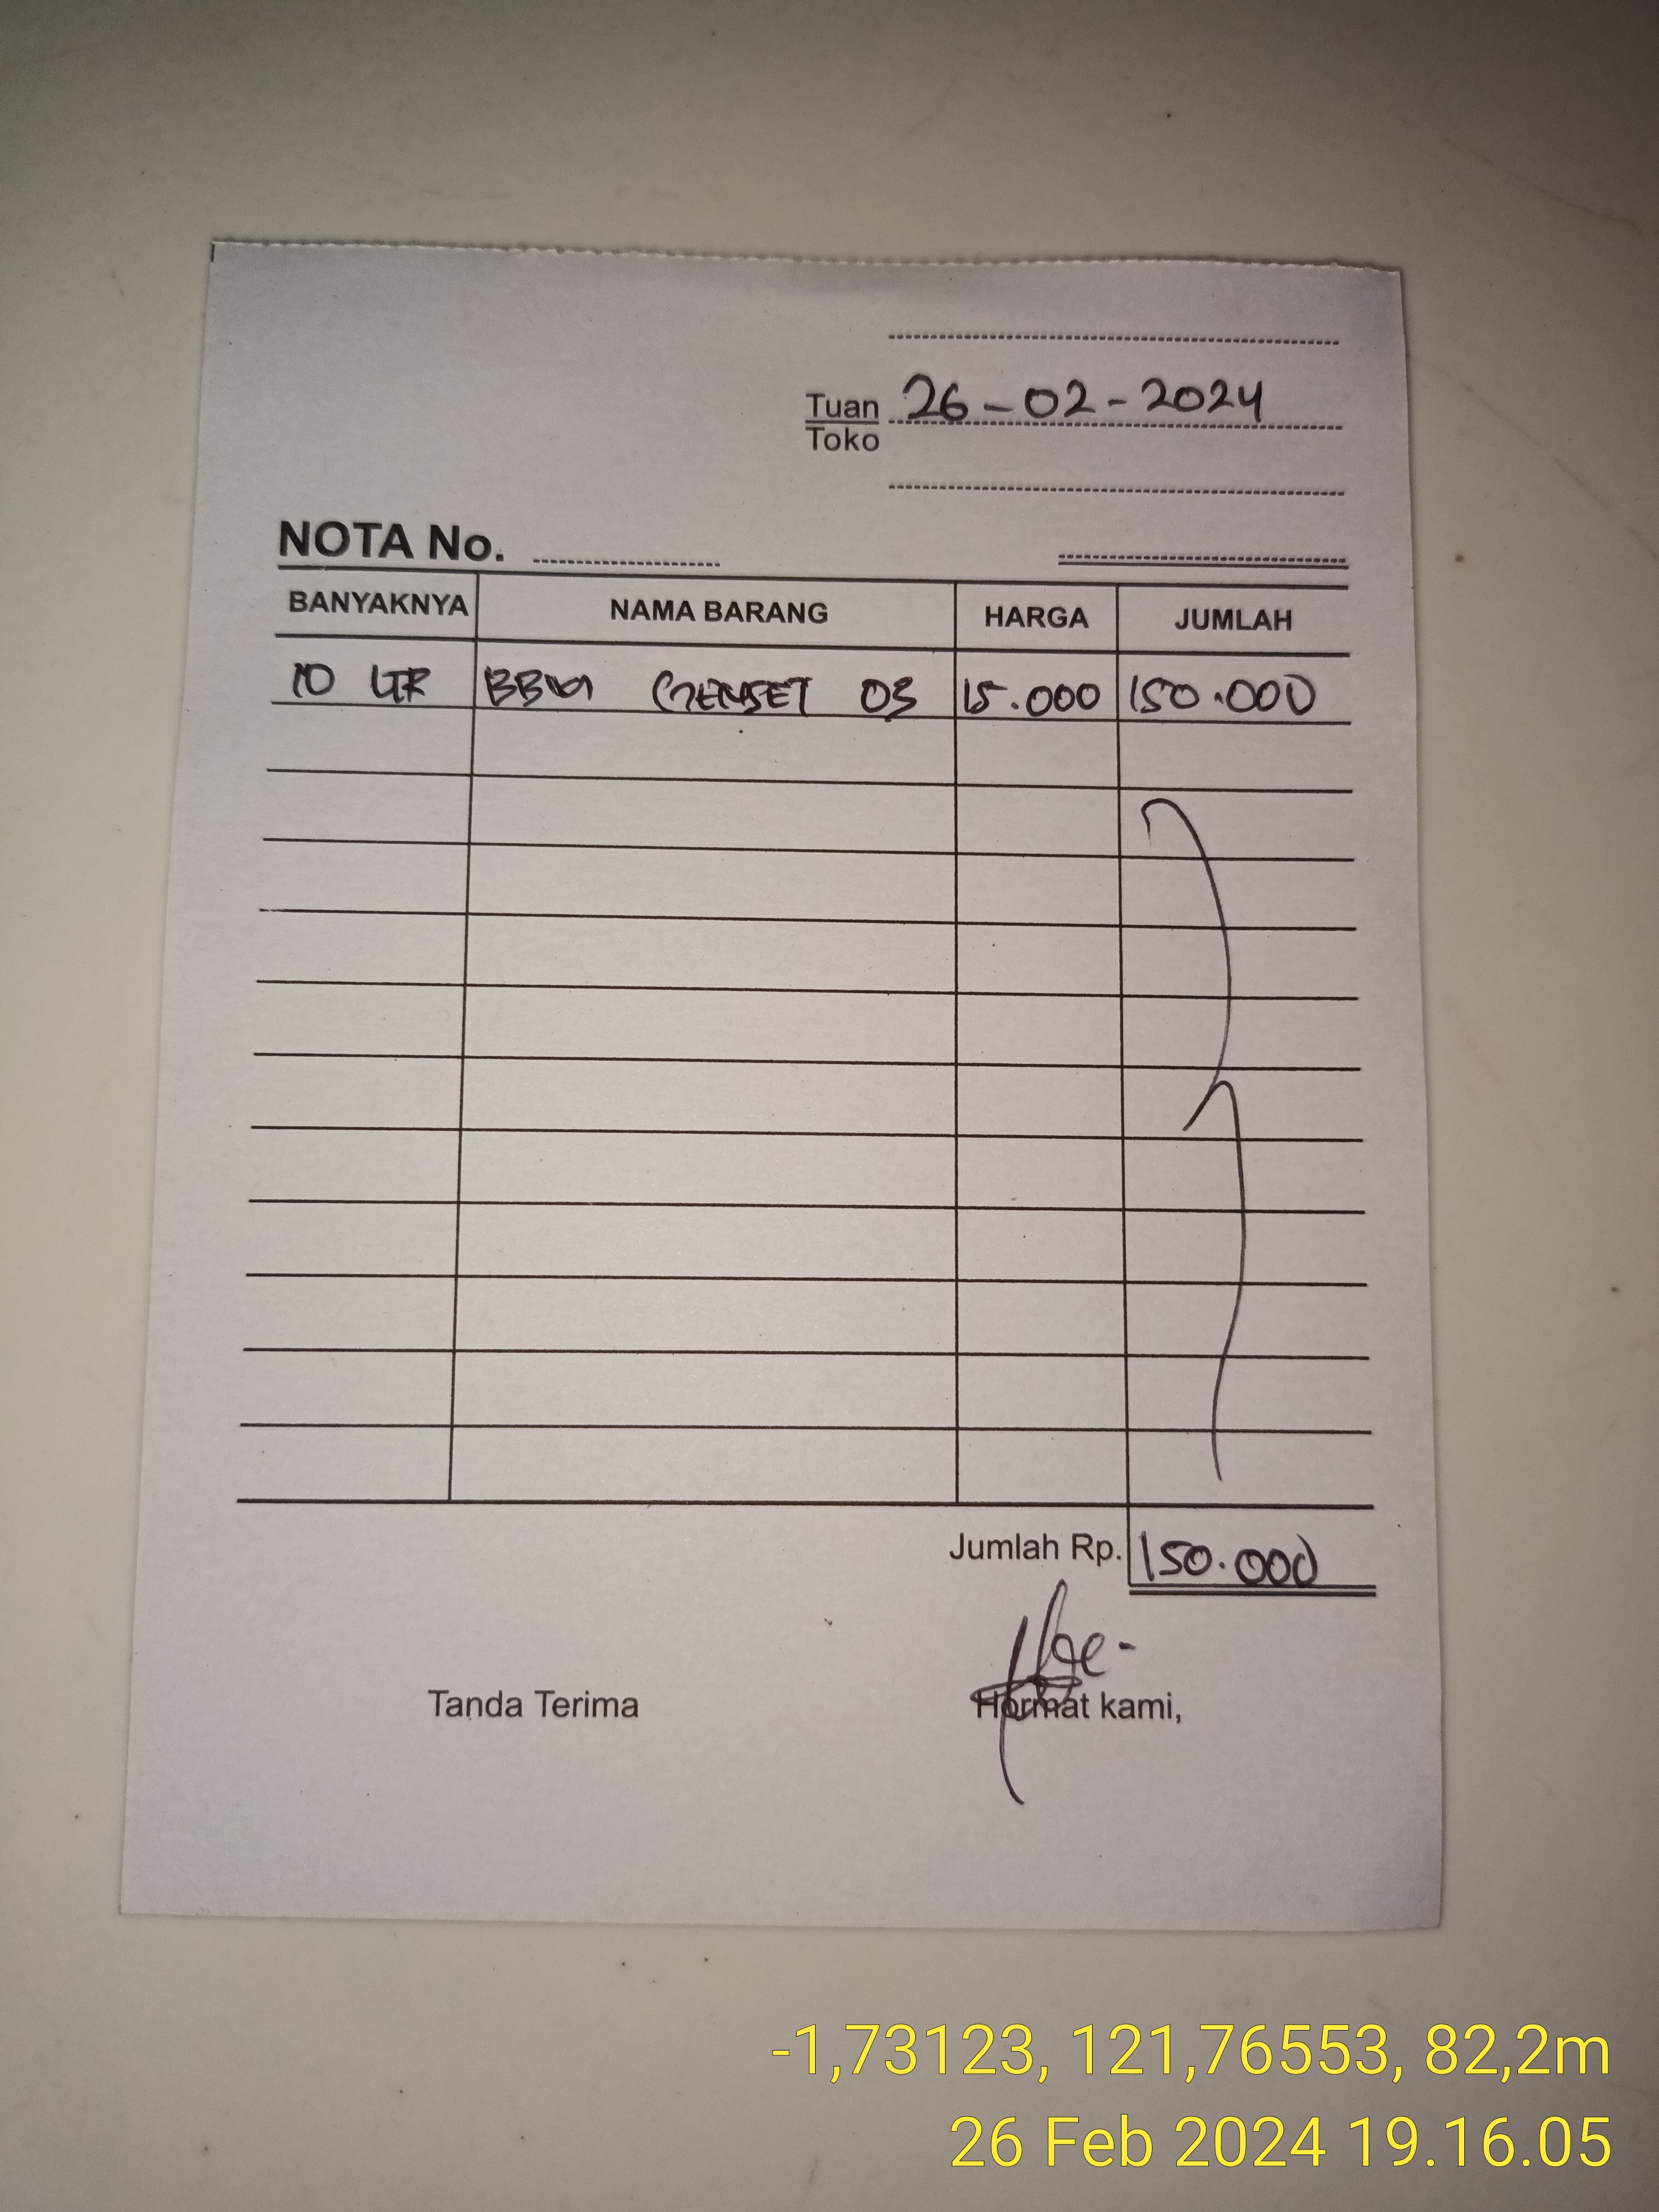 Tuan 26-02-2024
Toko
NOTA No.
BANYAKNYA NAMA BARANG HARGA JUMLAH
10 LTR BBM GENSET 03 15.000 150.000
Jumlah Rp. 150.000
Tanda Terima Hormat kami,
-1,73123, 121,76553, 82,2m
26 Feb 2024 19.16.05